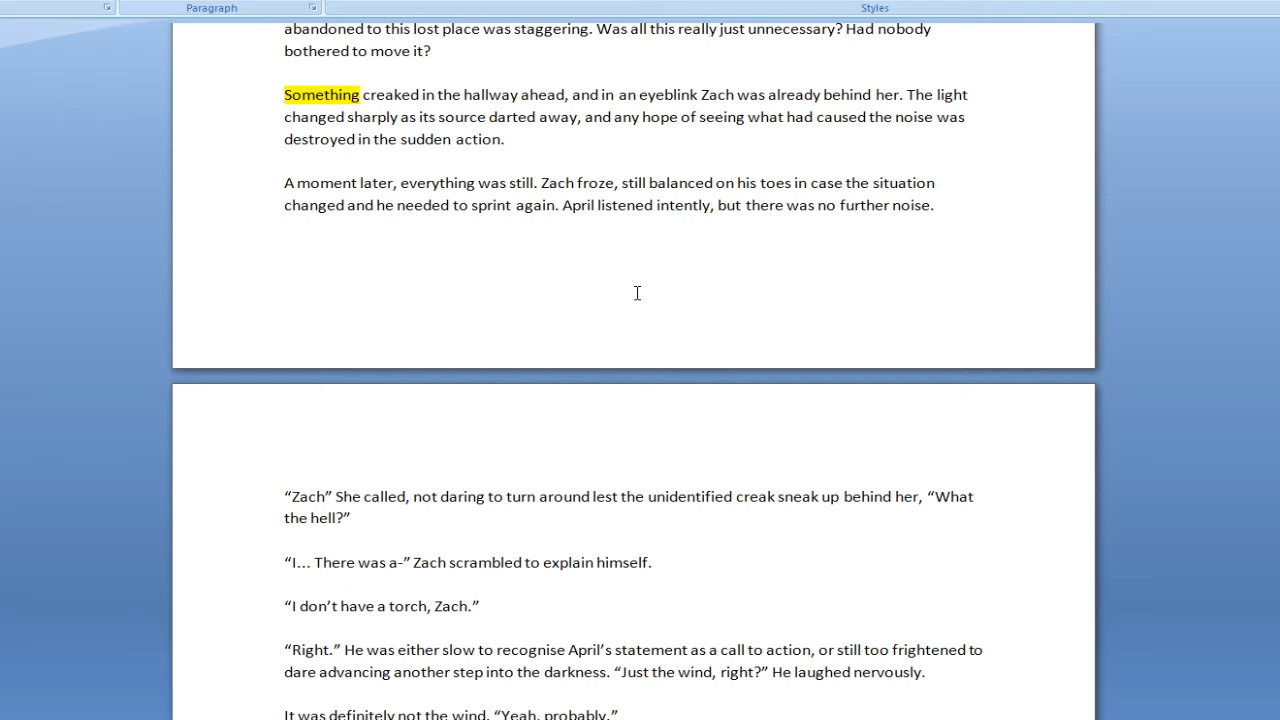 Paragraph
Styles
abandoned to this lost place was staggering. Was all this really just unnecessary? Had nobody
bothered to move it?
Something creaked in the hallway ahead, and in an eyeblink Zach was already behind her. The light
changed sharply as its source darted away, and any hope of seeing what had caused the noise was
destroyed in the sudden action.
A moment later, everything was still. Zach froze, still balanced on his toes in case the situation
changed and he needed to sprint again. April listened intently, but there was no further noise.
“Zach” She called, not daring to turn around lest the unidentified creak sneak up behind her, “What
the hell?”
“I... There was a-” Zach scrambled to explain himself.
“I don’t have a torch, Zach.”
“Right.” He was either slow to recognise April’s statement as a call to action, or still too frightened to
dare advancing another step into the darkness. “Just the wind, right?” He laughed nervously.
It was definitely not the wind. “Yeah, probably.”